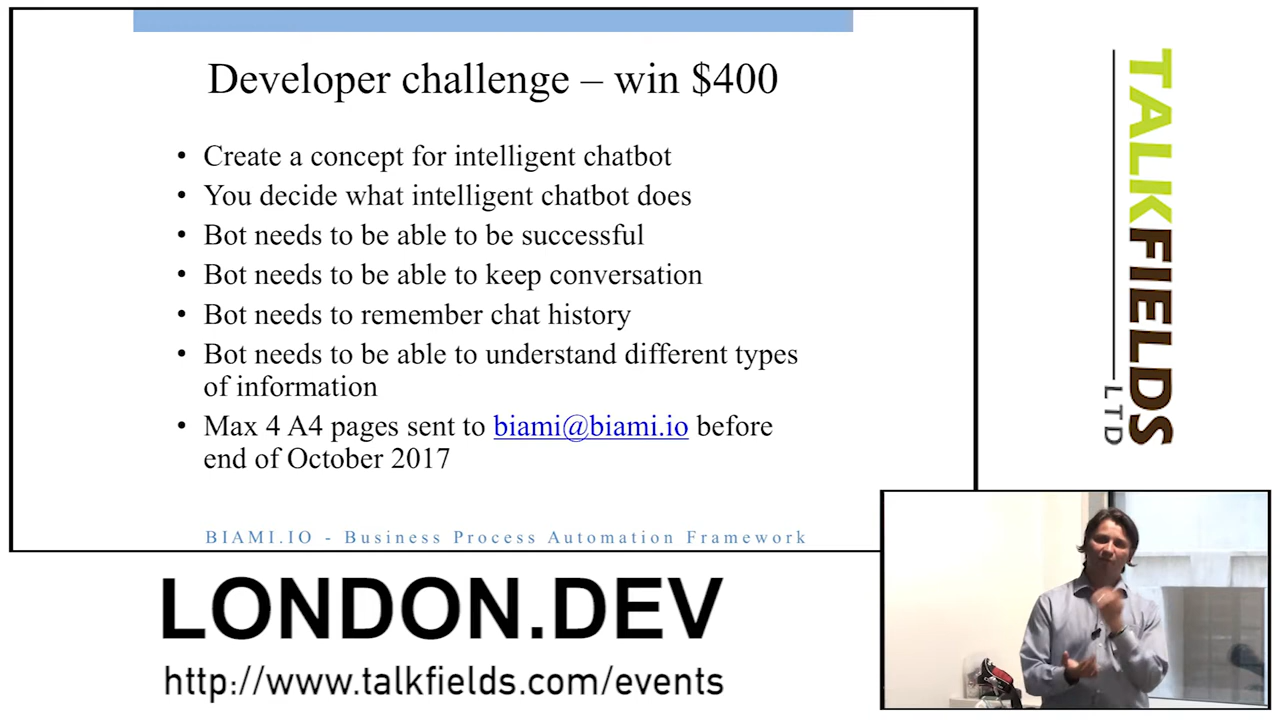 Developer challenge – win $400
• Create a concept for intelligent chatbot
• You decide what intelligent chatbot does
• Bot needs to be able to be successful
• Bot needs to be able to keep conversation
• Bot needs to remember chat history
• Bot needs to be able to understand different types
of information
• Max 4 A4 pages sent to biami@biami.io before
end of October 2017
BIAMI.IO - Business Process Automation Framework
TALKFIELDS
LTD
LONDON.DEV
http://www.talkfields.com/events